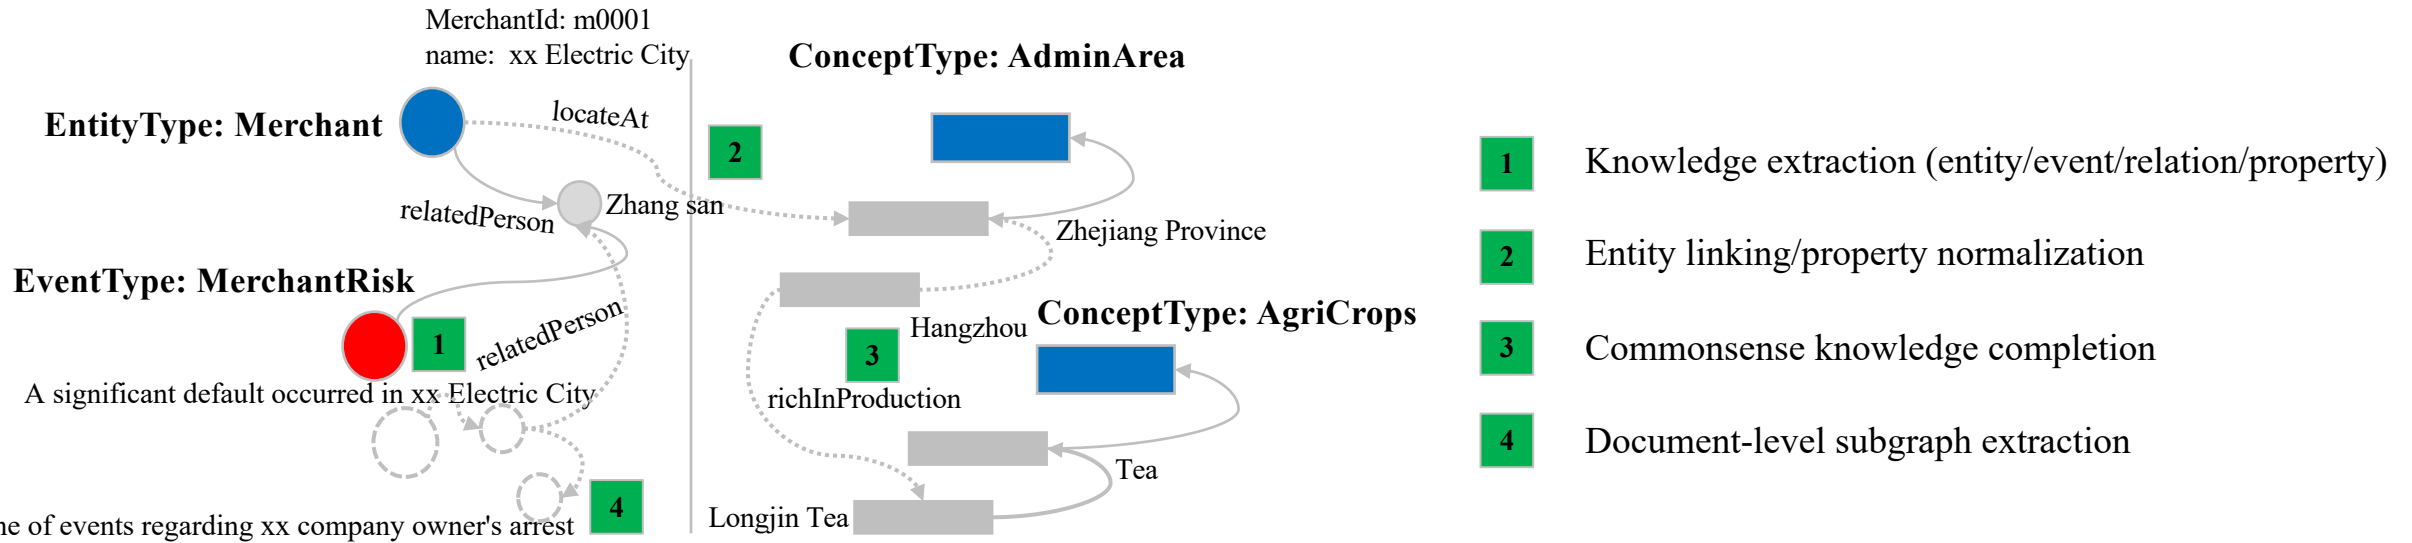 MerchantId: m0001
name: xx Electric City
ConceptType: AdminArea
EntityType: Merchant
locateAt
2
relatedPerson
Zhang san
Zhejiang Province
EventType: MerchantRisk
1
relatedPerson
A significant default occurred in xx Electric City
Hangzhou
ConceptType: AgriCrops
3
richInProduction
Tea
Longjin Tea
4
of events regarding xx company owner's arrest
1
Knowledge extraction (entity/event/relation/property)
2
Entity linking/property normalization
3
Commonsense knowledge completion
4
Document-level subgraph extraction